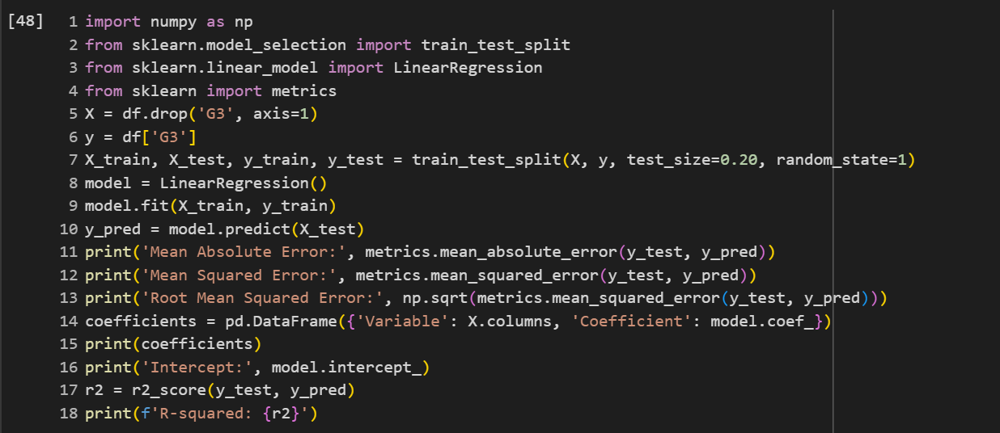 [48] 1 import numpy as np
2 from sklearn.model_selection import train_test_split
3 from sklearn.linear_model import LinearRegression
4 from sklearn import metrics
5 X = df.drop('G3', axis=1)
6 y = df['G3']
7 X_train, X_test, y_train, y_test = train_test_split(X, y, test_size=0.20, random_state=1)
8 model = LinearRegression()
9 model.fit(X_train, y_train)
10 y_pred = model.predict(X_test)
11 print('Mean Absolute Error:', metrics.mean_absolute_error(y_test, y_pred))
12 print('Mean Squared Error:', metrics.mean_squared_error(y_test, y_pred))
13 print('Root Mean Squared Error:', np.sqrt(metrics.mean_squared_error(y_test, y_pred)))
14 coefficients = pd.DataFrame({'Variable': X.columns, 'Coefficient': model.coef_})
15 print(coefficients)
16 print('Intercept:', model.intercept_)
17 r2 = r2_score(y_test, y_pred)
18 print(f'R-squared: {r2}')